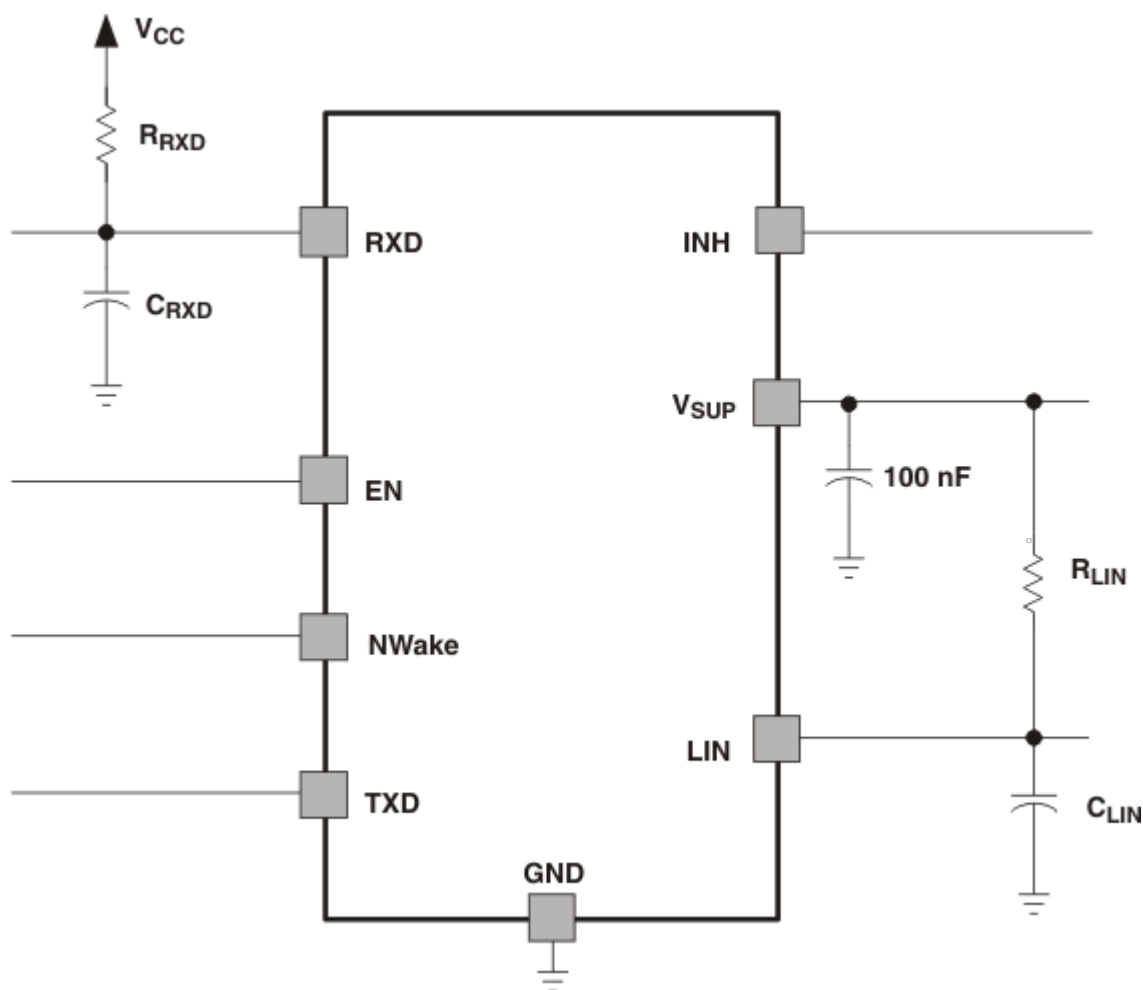 VCC
RRXD
RXD
INH
CRXD
VSUP
100 nF
EN
RLIN
NWake
LIN
TXD
CLIN
GND